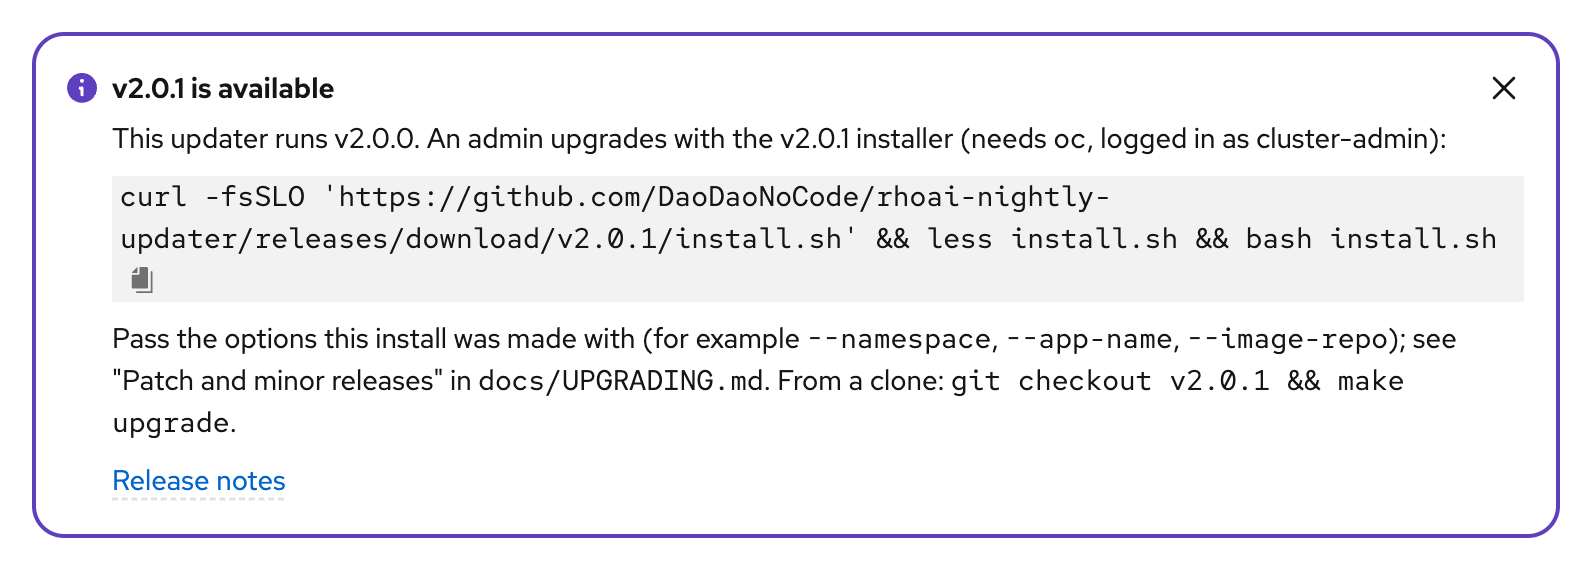 v2.0.1 is available
This updater runs v2.0.0. An admin upgrades with the v2.0.1 installer (needs oc, logged in as cluster-admin):
curl -fsSLO 'https://github.com/DaoDaoNoCode/rhoai-nightly-
updater/releases/download/v2.0.1/install.sh' && less install.sh && bash install.sh
Pass the options this install was made with (for example --namespace, --app-name, --image-repo); see
"Patch and minor releases" in docs/UPGRADING.md. From a clone: git checkout v2.0.1 && make
upgrade.
Release notes